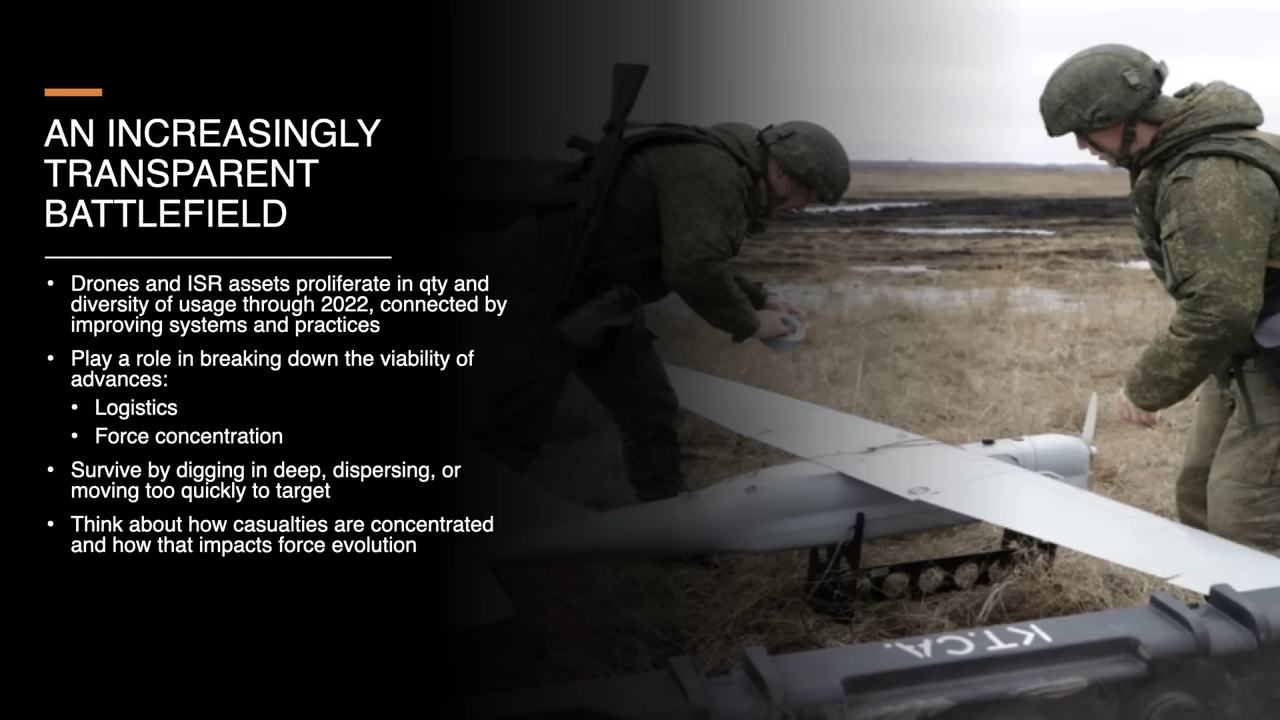 AN INCREASINGLY
TRANSPARENT
BATTLEFIELD
• Drones and ISR assets proliferate in qty and
diversity of usage through 2022, connected by
improving systems and practices
• Play a role in breaking down the viability of
advances:
• Logistics
• Force concentration
• Survive by digging in deep, dispersing, or
moving too quickly to target
• Think about how casualties are concentrated
and how that impacts force evolution
КТ.СА.